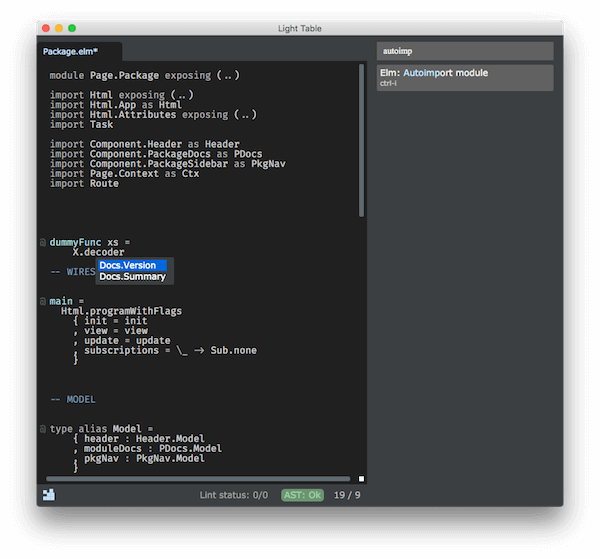 Light Table
Package.elm*
module Page.Package exposing (..)
import Html exposing (..)
import Html.App as Html
import Html.Attributes exposing (..)
import Task
import Component.Header as Header
import Component.PackageDocs as PDocs
import Component.PackageSidebar as PkgNav
import Page.Context as Ctx
import Route
dummyFunc xs =
X.decoder
Docs.Version
Docs.Summary
-- WIRES
main =
Html.programWithFlags
{ init = init
, view = view
, update = update
, subscriptions = \_ -> Sub.none
}
-- MODEL
type alias Model =
{ header : Header.Model
, moduleDocs : PDocs.Model
, pkgNav : PkgNav.Model
}
Lint status: 0/0 AST: Ok 19 / 9
autoimp
Elm: Autoimport module
ctrl-i